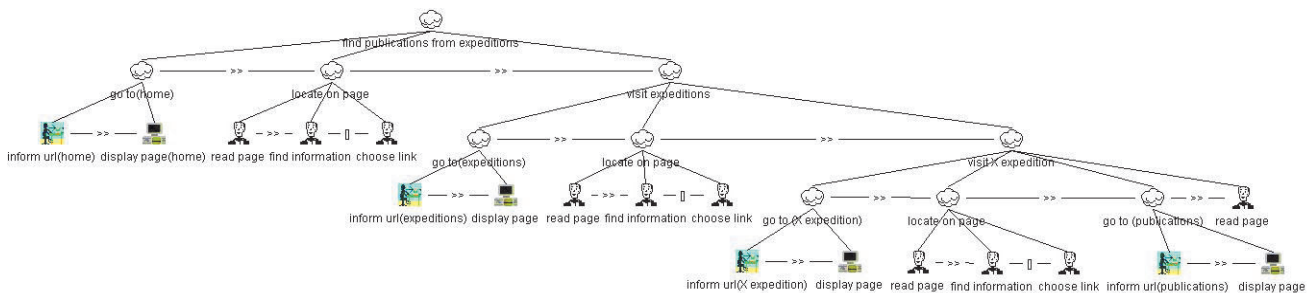 find publications from expeditions
>> >>
go to(home) locate on page visit expeditions
>> >> [] >> >>
inform url(home) display page(home) read page find information choose link
go to(expeditions) locate on page visit X expedition
>> >> [] >> >> >>
inform url(expeditions) display page read page find information choose link go to (X expedition) locate on page go to (publications) read page
>> >> [] >>
inform url(X expedition) display page read page find information choose link inform url(publications) display page